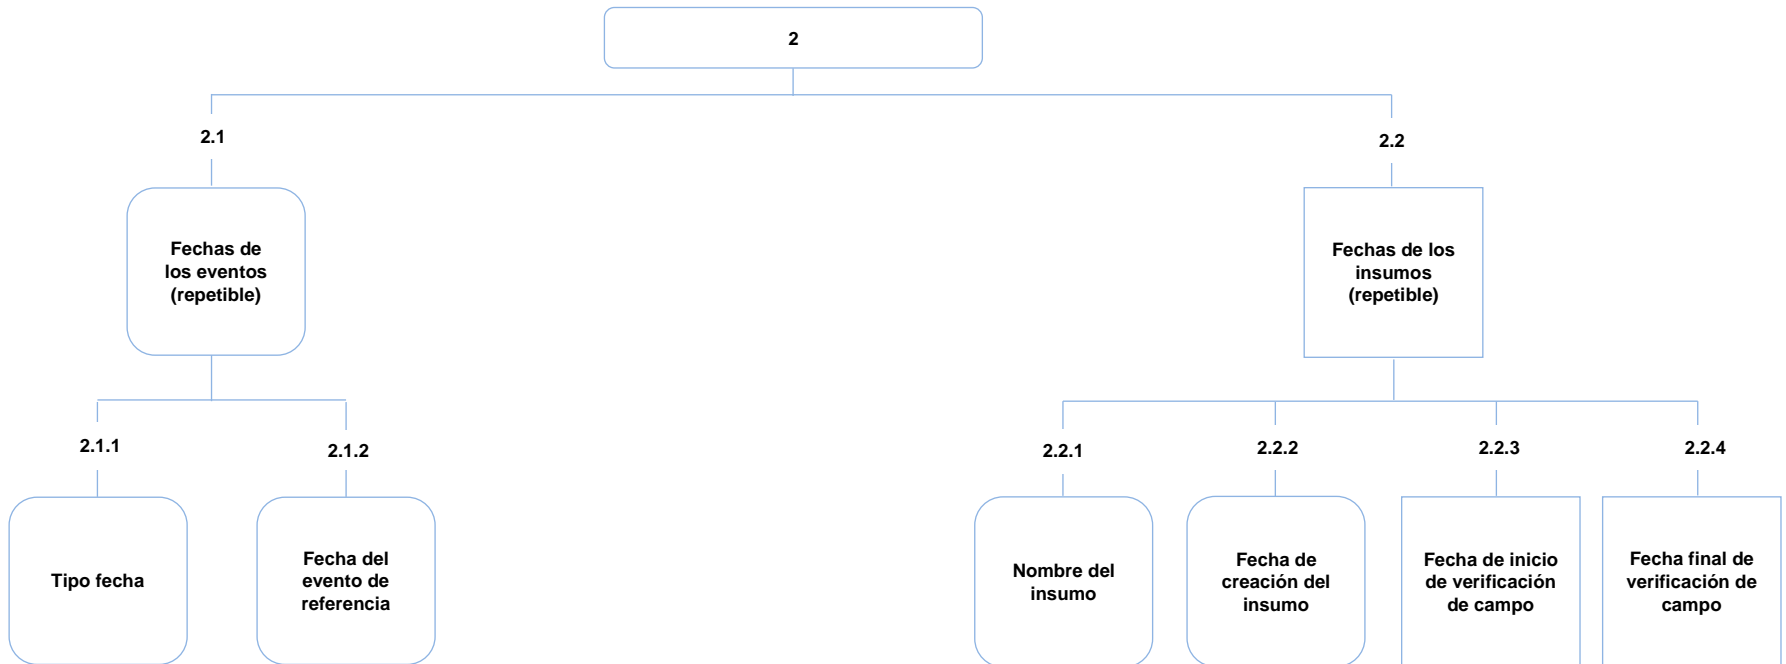 2
2.1
2.2
Fechas de
los eventos
(repetible)
Fechas de los
insumos
(repetible)
2.1.1
2.1.2
2.2.1
2.2.2
2.2.3
2.2.4
Tipo fecha
Fecha del
evento de
referencia
Nombre del
insumo
Fecha de
creación del
insumo
Fecha de inicio
de verificación
de campo
Fecha final de
verificación de
campo